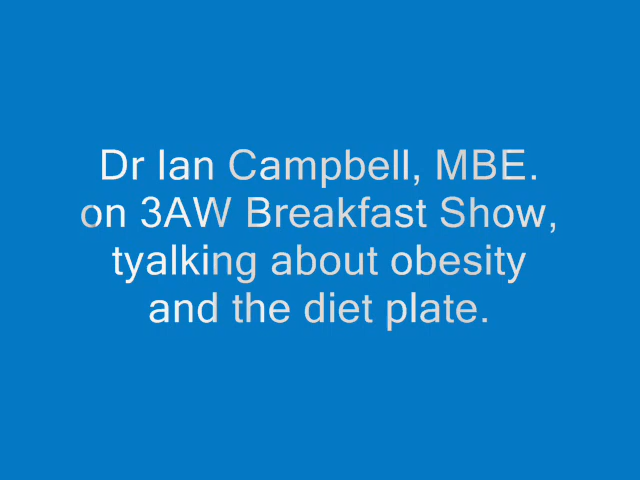 Dr Ian Campbell, MBE.
on 3AW Breakfast Show,
tyalking about obesity
and the diet plate.